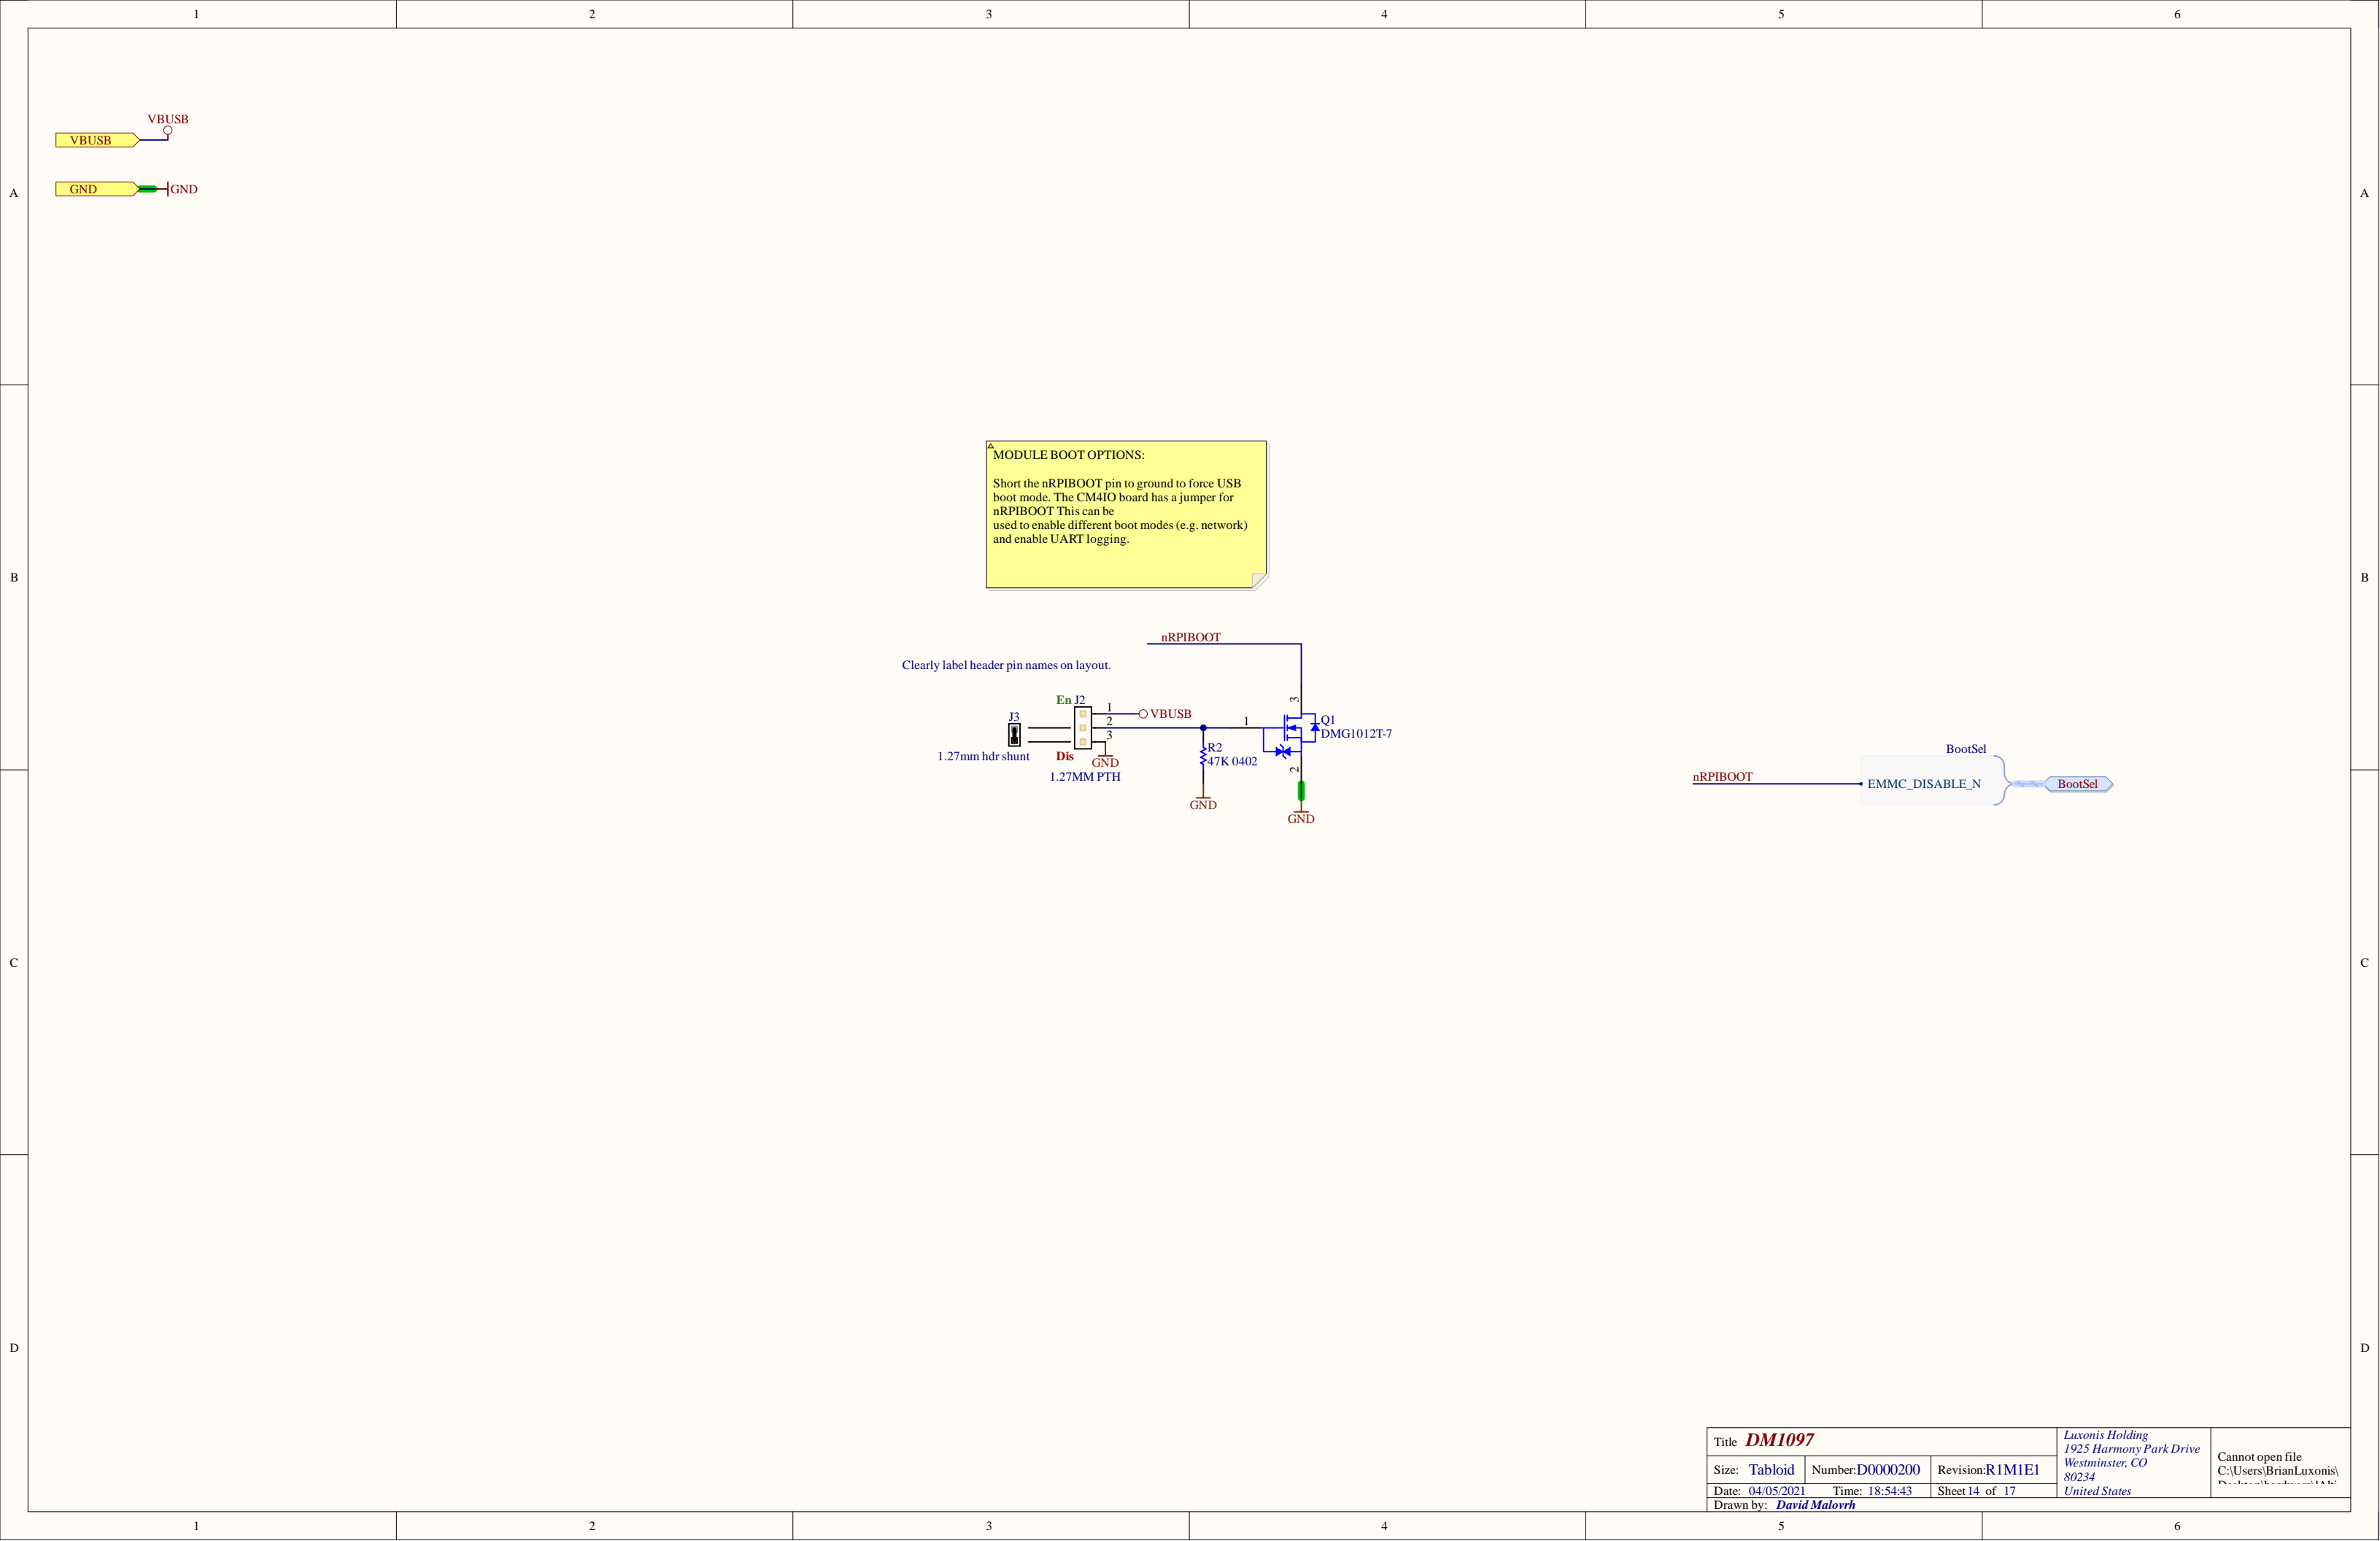 1 2 3 4 5 6
VBUSB
VBUSB
GND GND
A A
MODULE BOOT OPTIONS:
Short the nRPIBOOT pin to ground to force USB
boot mode. The CM4IO board has a jumper for
nRPIBOOT This can be
used to enable different boot modes (e.g. network)
and enable UART logging.
B B
nRPIBOOT
Clearly label header pin names on layout.
En J2
1
VBUSB
2
3
J3
1.27mm hdr shunt
Dis
GND
1.27MM PTH
R2
47K 0402
GND
1
3
Q1
DMG1012T-7
2
GND
BootSel
nRPIBOOT
EMMC_DISABLE_N
BootSel
C C
D D
Title DM1097
Size: Tabloid Number:D0000200 Revision:R1M1E1
Date: 04/05/2021 Time: 18:54:43 Sheet 14 of 17
Drawn by: David Malovrh
Luxonis Holding
1925 Harmony Park Drive
Westminster, CO
80234
United States
Cannot open file
C:\Users\BrianLuxonis\
1 2 3 4 5 6